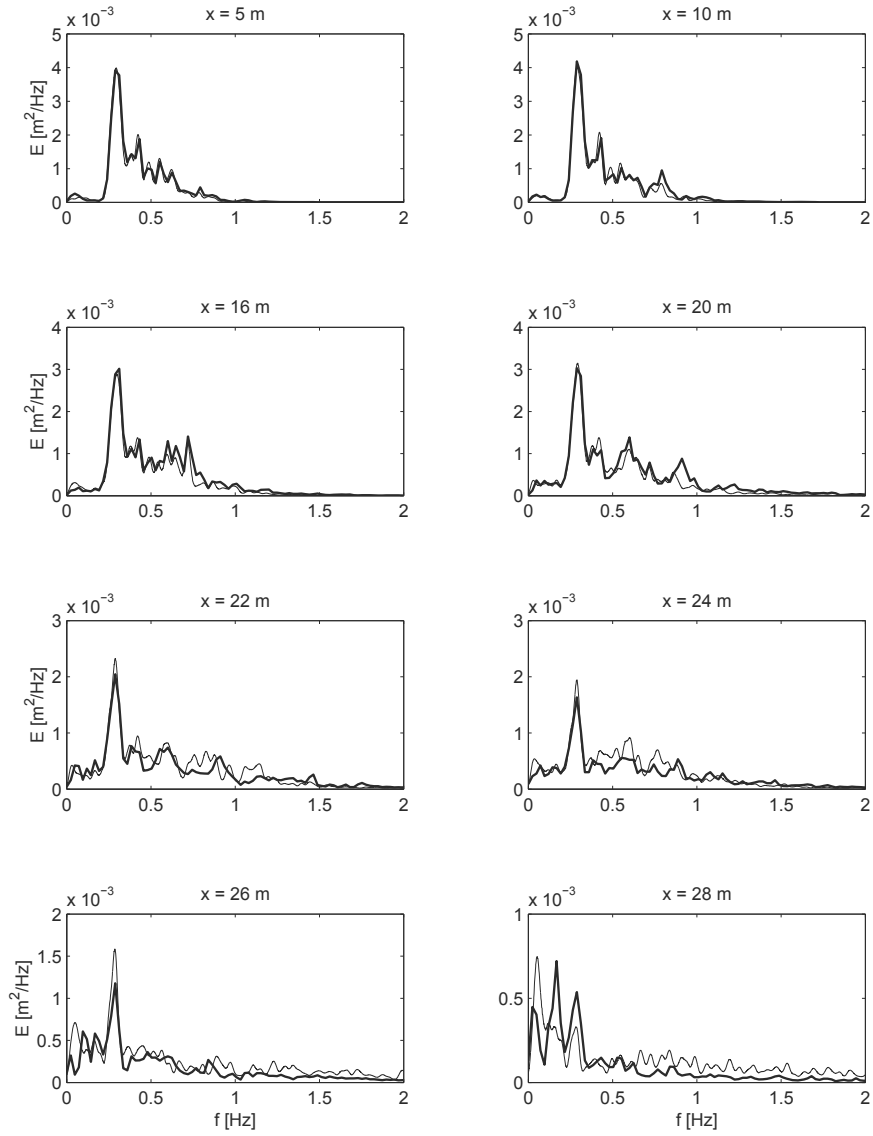 x 10⁻³ x = 5 m
5
4
3
2
1
0
E [m²/Hz]
0 0.5 1 1.5 2
x 10⁻³ x = 10 m
5
4
3
2
1
0
0 0.5 1 1.5 2
x 10⁻³ x = 16 m
4
3
2
1
0
E [m²/Hz]
0 0.5 1 1.5 2
x 10⁻³ x = 20 m
4
3
2
1
0
0 0.5 1 1.5 2
x 10⁻³ x = 22 m
3
2
1
0
E [m²/Hz]
0 0.5 1 1.5 2
x 10⁻³ x = 24 m
3
2
1
0
0 0.5 1 1.5 2
x 10⁻³ x = 26 m
2
1.5
1
0.5
0
E [m²/Hz]
0 0.5 1 1.5 2
f [Hz]
x 10⁻³ x = 28 m
1
0.5
0
0 0.5 1 1.5 2
f [Hz]